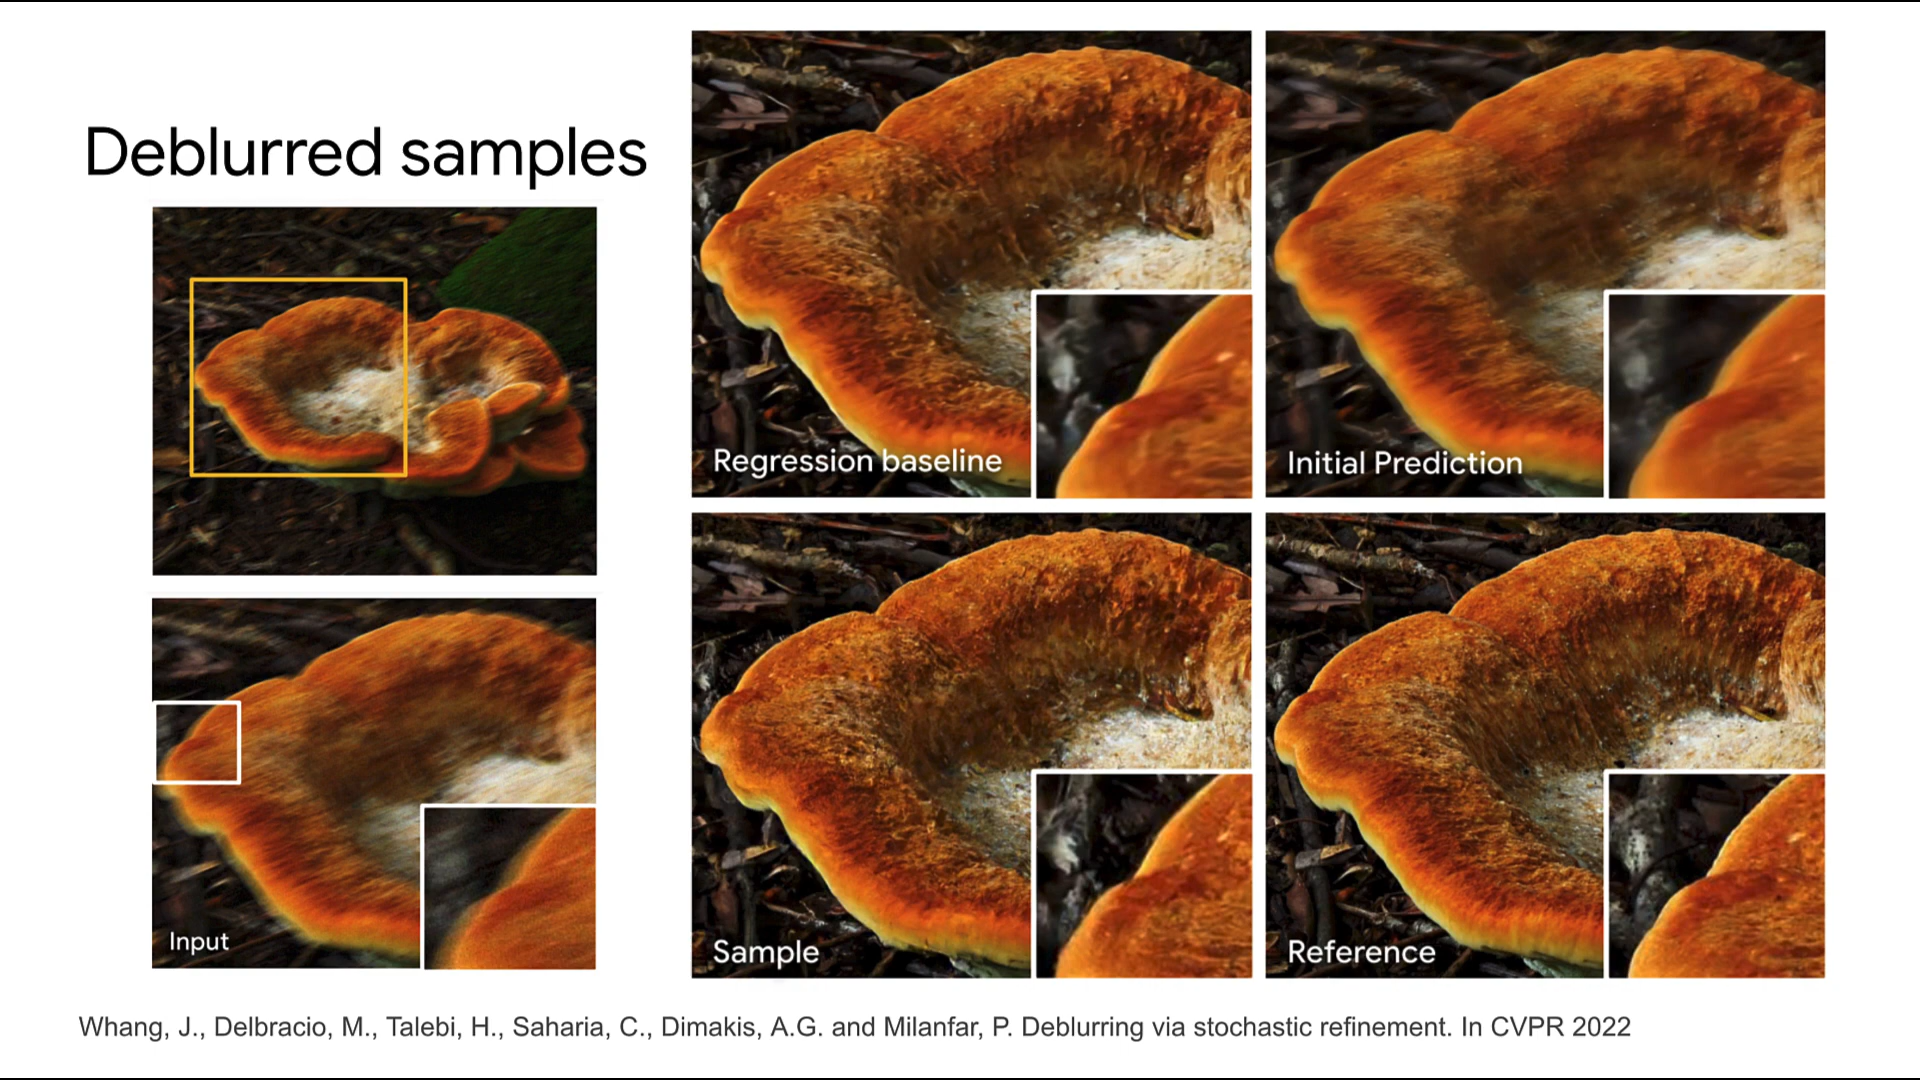 Deblurred samples
Regression baseline
Initial Prediction
Input
Sample
Reference
Whang, J., Delbracio, M., Talebi, H., Saharia, C., Dimakis, A.G. and Milanfar, P. Deblurring via stochastic refinement. In CVPR 2022